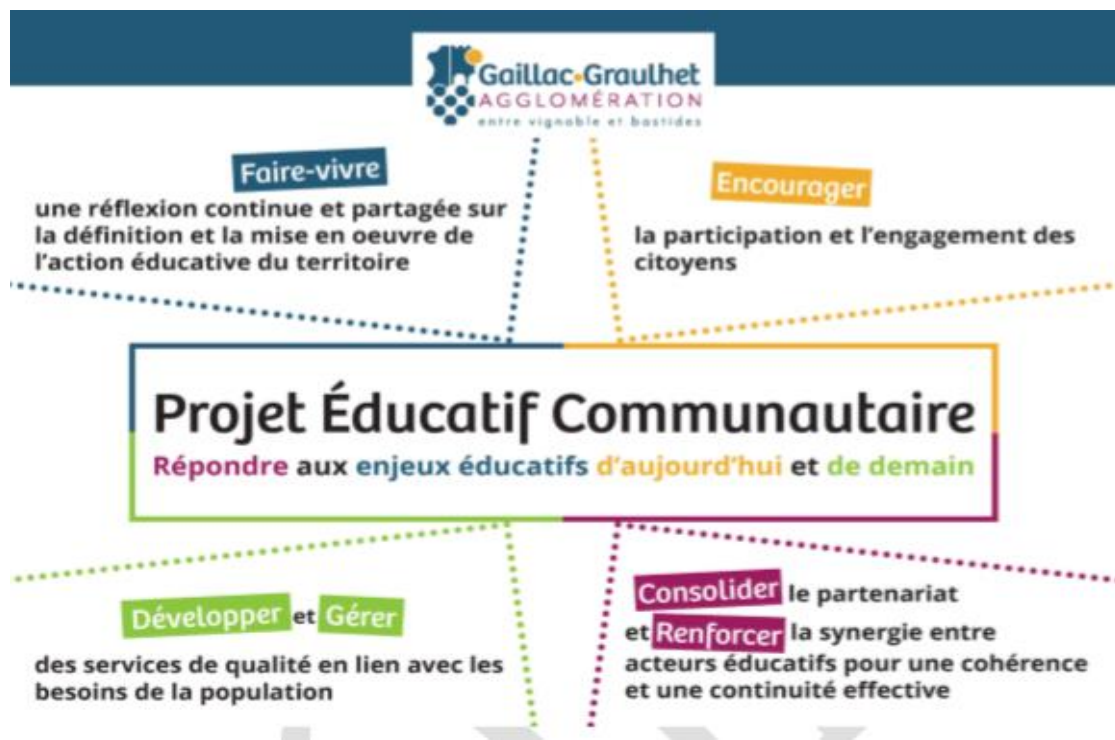 Gaillac•Graulhet
AGGLOMÉRATION
entre vignoble et bastides
Faire-vivre
une réflexion continue et partagée sur
la définition et la mise en oeuvre de
l'action éducative du territoire
Encourager
la participation et l'engagement des
citoyens
Projet Éducatif Communautaire
Répondre aux enjeux éducatifs d'aujourd'hui et de demain
Développer et Gérer
des services de qualité en lien avec les
besoins de la population
Consolider le partenariat
et Renforcer la synergie entre
acteurs éducatifs pour une cohérence
et une continuité effective